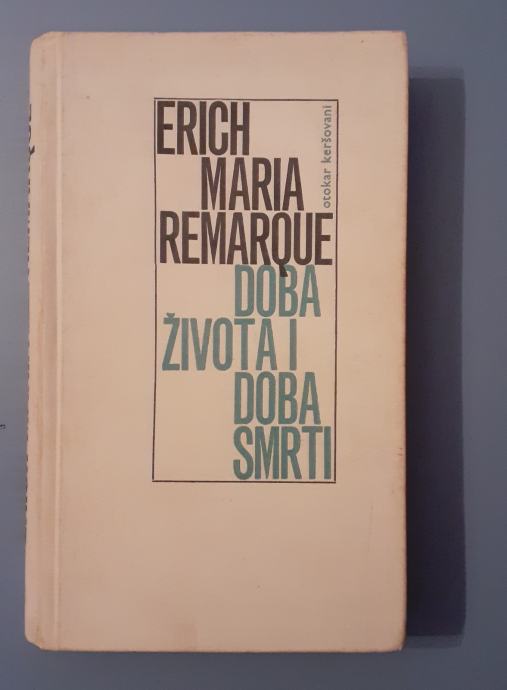 ERICH
MARIA
REMARQUE
DOBA
ŽIVOTA I
DOBA
SMRTI
otokar keršovani